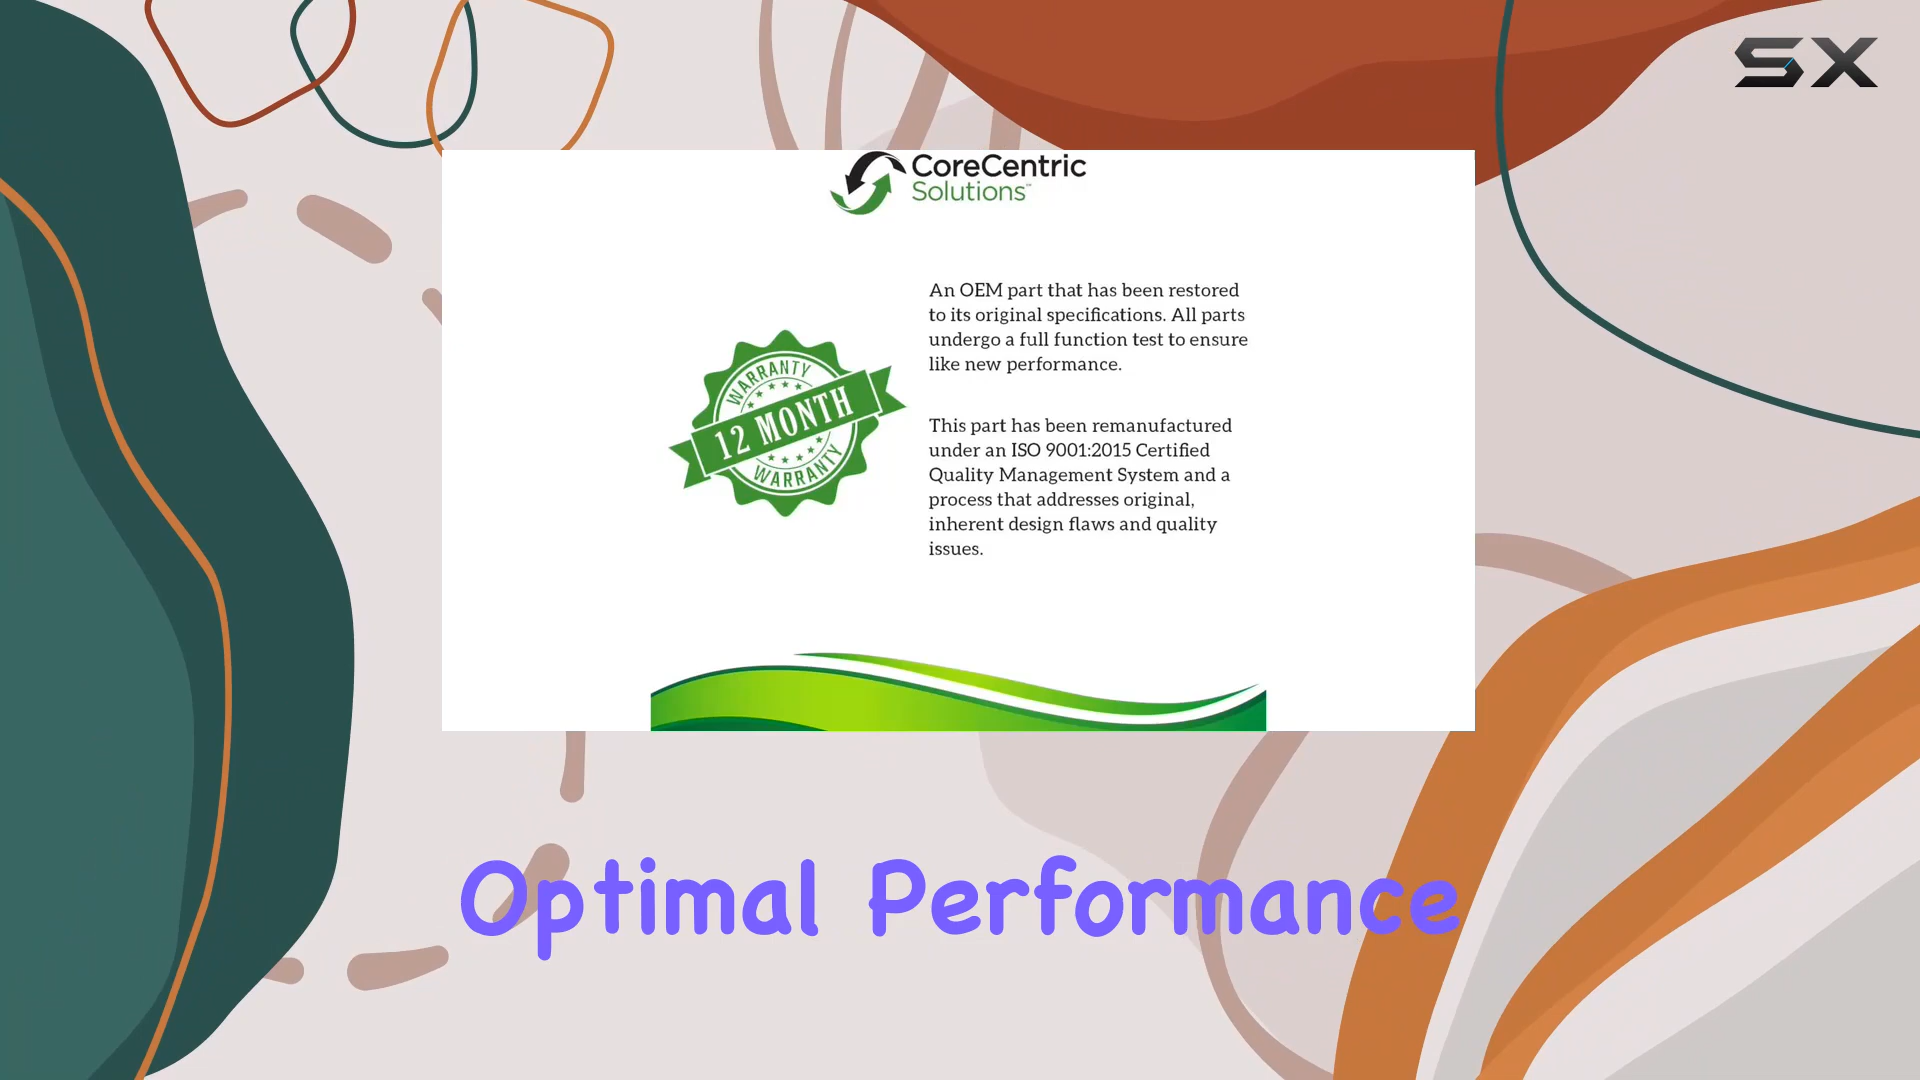 SX
CoreCentric
Solutions™
An OEM part that has been restored
to its original specifications. All parts
undergo a full function test to ensure
like new performance.
WARRANTY
12 MONTH
WARRANTY
This part has been remanufactured
under an ISO 9001:2015 Certified
Quality Management System and a
process that addresses original,
inherent design flaws and quality
issues.
Optimal Performance